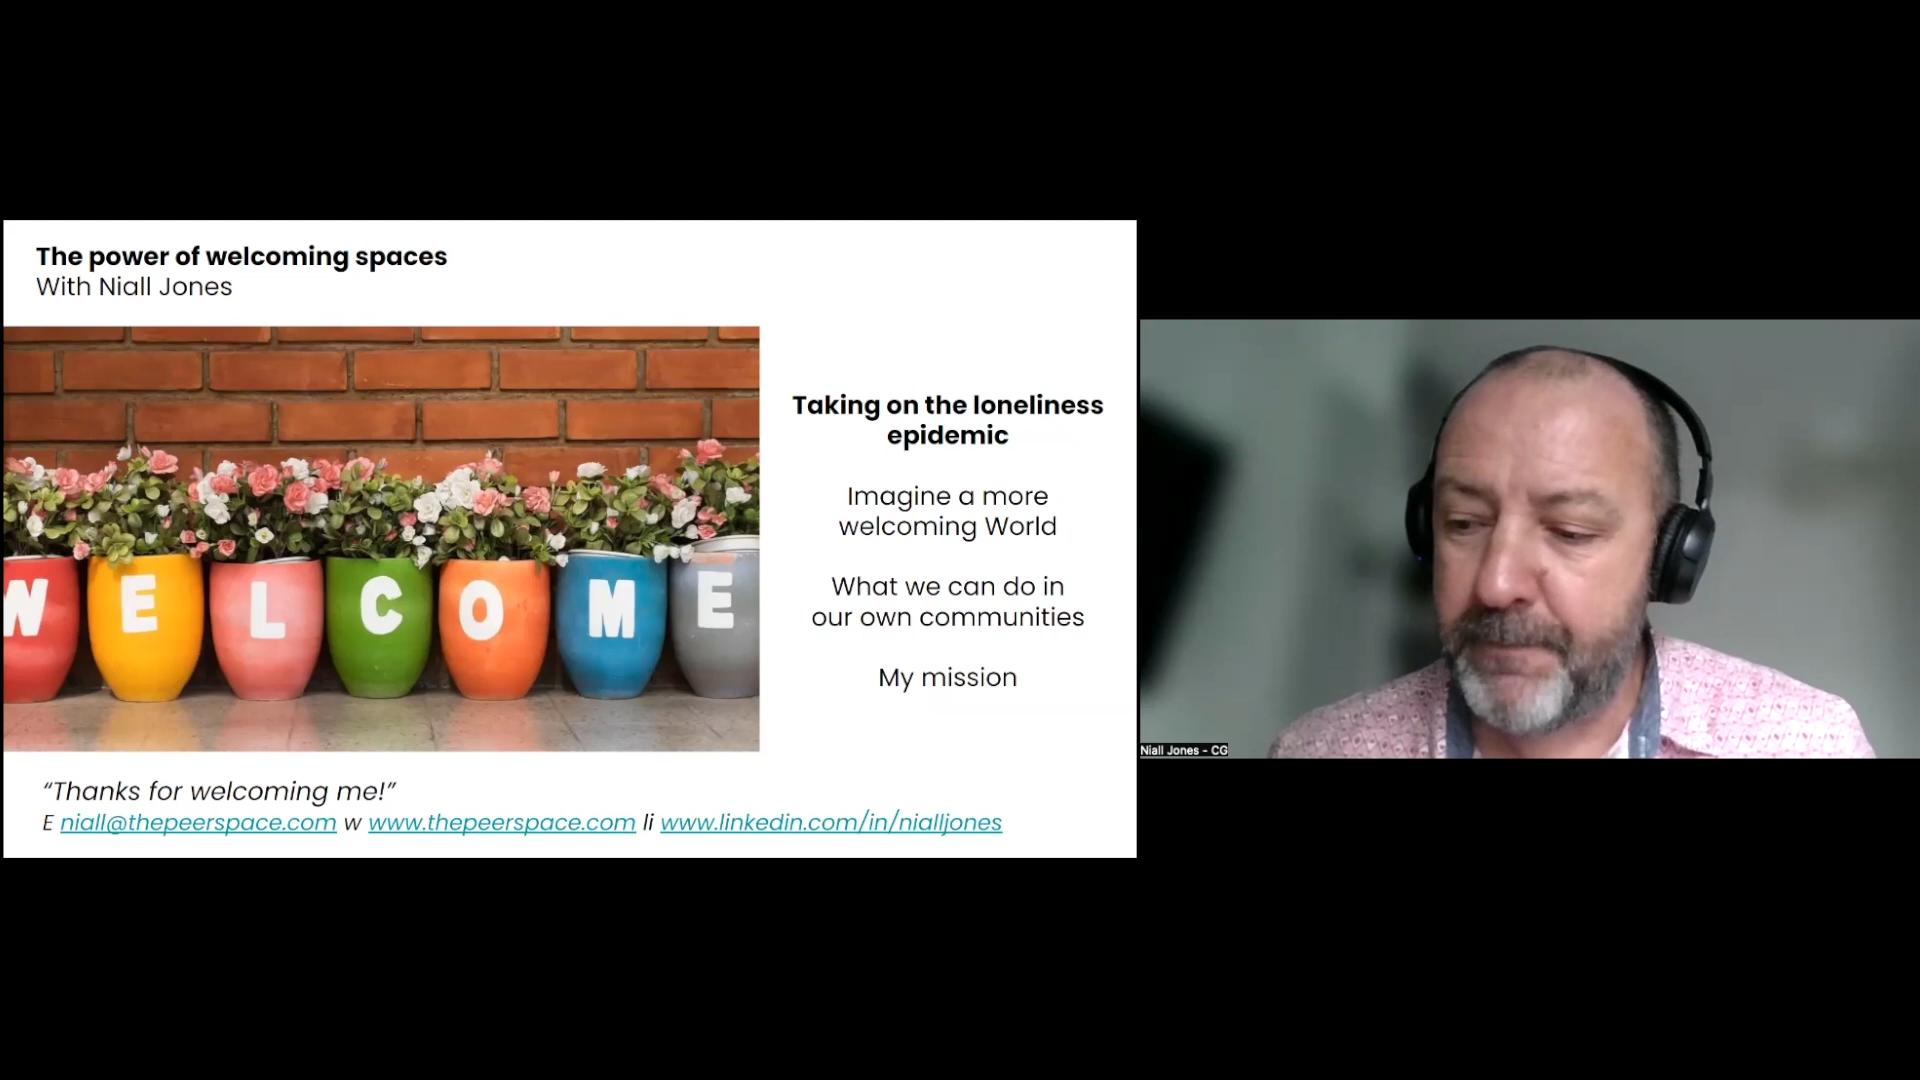 The power of welcoming spaces
With Niall Jones
W E L C O M E
Taking on the loneliness
epidemic
Imagine a more
welcoming World
What we can do in
our own communities
My mission
“Thanks for welcoming me!”
E niall@thepeerspace.com w www.thepeerspace.com li www.linkedin.com/in/nialljones
Niall Jones - CG